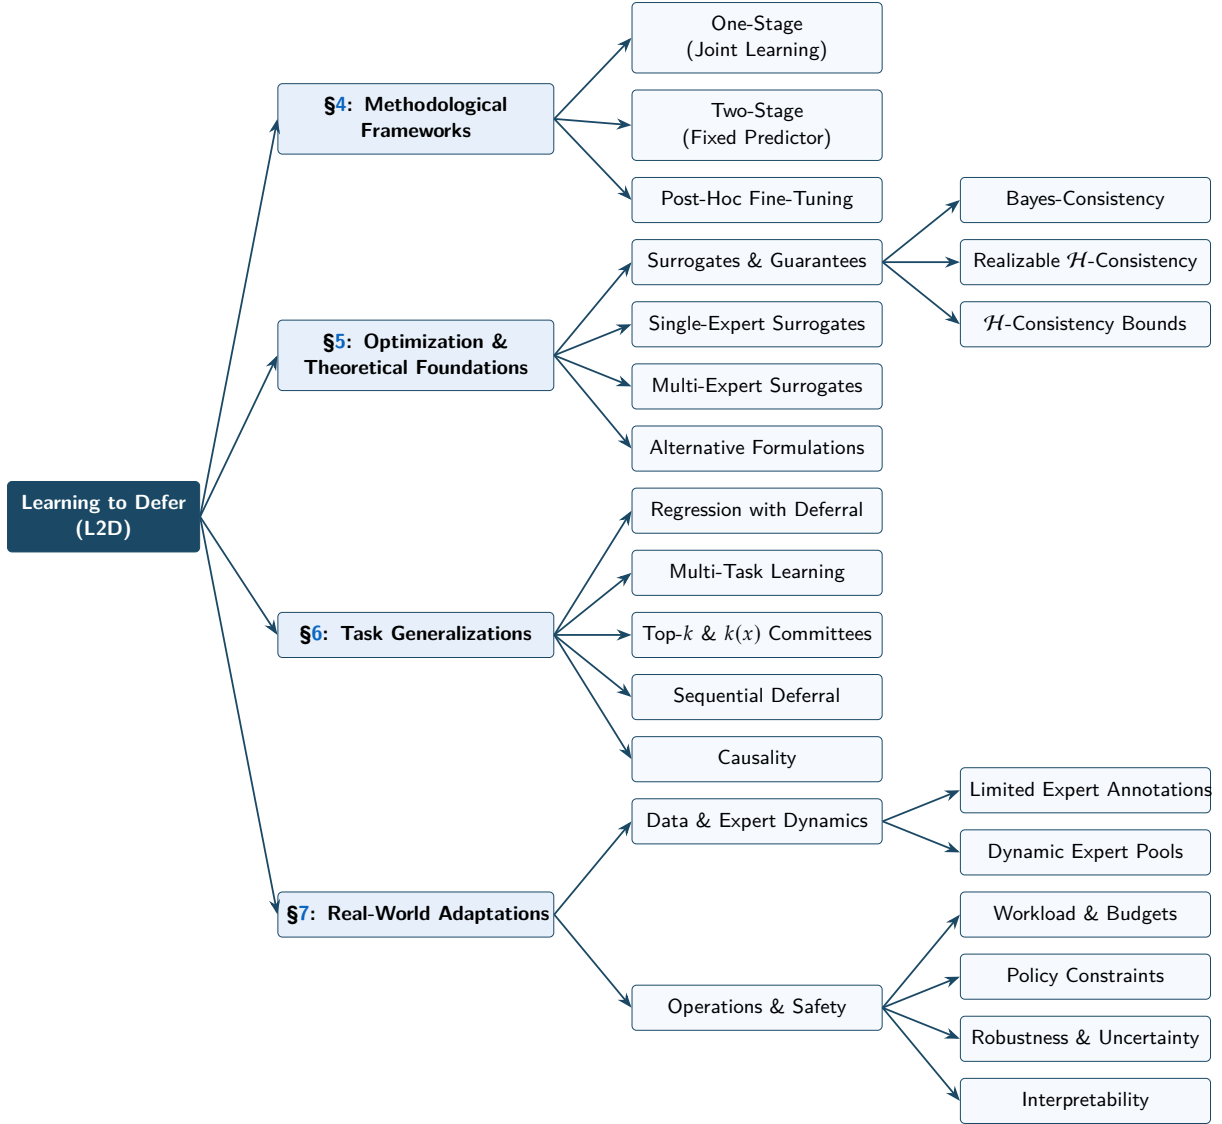 Learning to Defer
(L2D)
§4: Methodological
Frameworks
One-Stage
(Joint Learning)
Two-Stage
(Fixed Predictor)
Post-Hoc Fine-Tuning
§5: Optimization &
Theoretical Foundations
Surrogates & Guarantees
Bayes-Consistency
Realizable ℋ-Consistency
ℋ-Consistency Bounds
Single-Expert Surrogates
Multi-Expert Surrogates
Alternative Formulations
§6: Task Generalizations
Regression with Deferral
Multi-Task Learning
Top-k & k(x) Committees
Sequential Deferral
Causality
§7: Real-World Adaptations
Data & Expert Dynamics
Limited Expert Annotations
Dynamic Expert Pools
Operations & Safety
Workload & Budgets
Policy Constraints
Robustness & Uncertainty
Interpretability